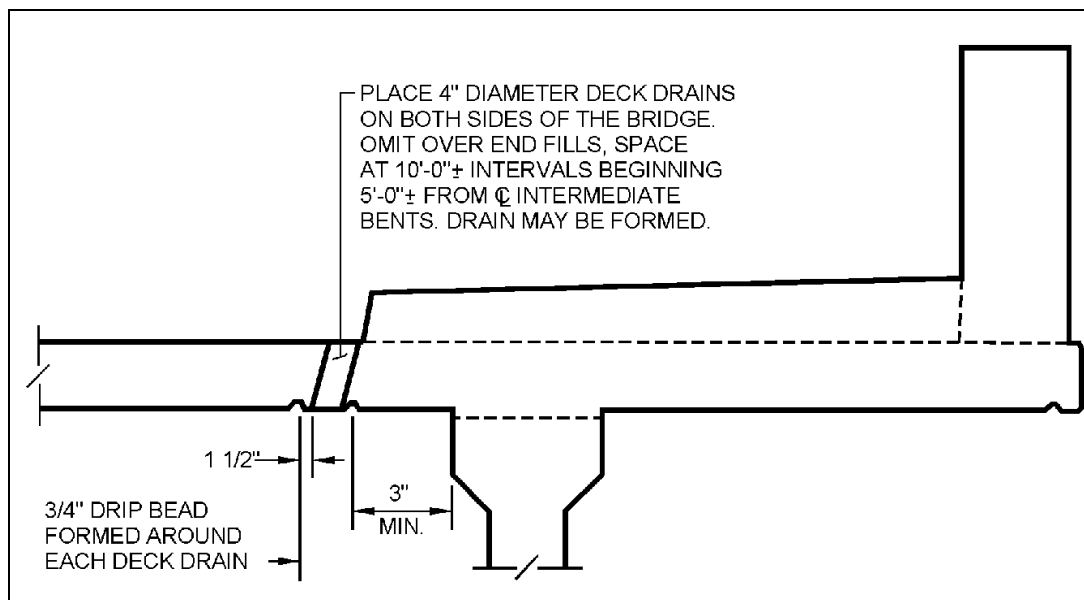 PLACE 4" DIAMETER DECK DRAINS
ON BOTH SIDES OF THE BRIDGE.
OMIT OVER END FILLS, SPACE
AT 10'-0"± INTERVALS BEGINNING
5'-0"± FROM ℄ INTERMEDIATE
BENTS. DRAIN MAY BE FORMED.
1 1/2"
3"
MIN.
3/4" DRIP BEAD
FORMED AROUND
EACH DECK DRAIN